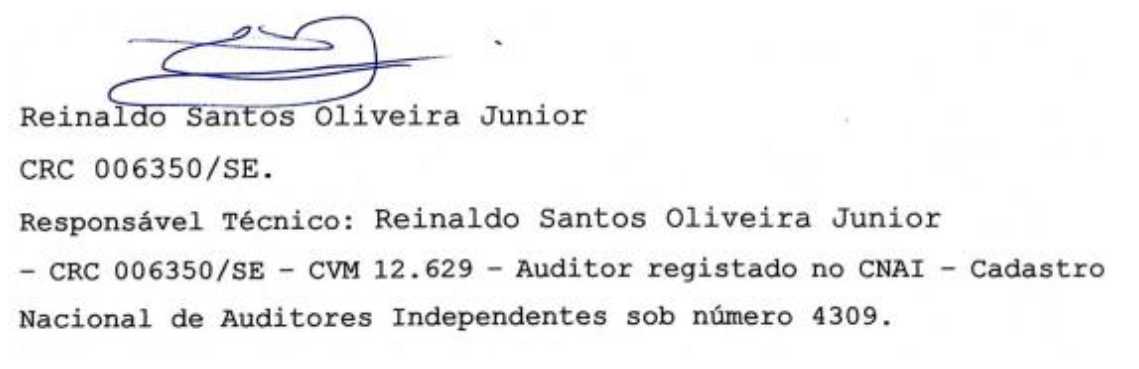 Reinaldo Santos Oliveira Junior
CRC 006350/SE.
Responsável Técnico: Reinaldo Santos Oliveira Junior
– CRC 006350/SE – CVM 12.629 – Auditor registado no CNAI – Cadastro
Nacional de Auditores Independentes sob número 4309.